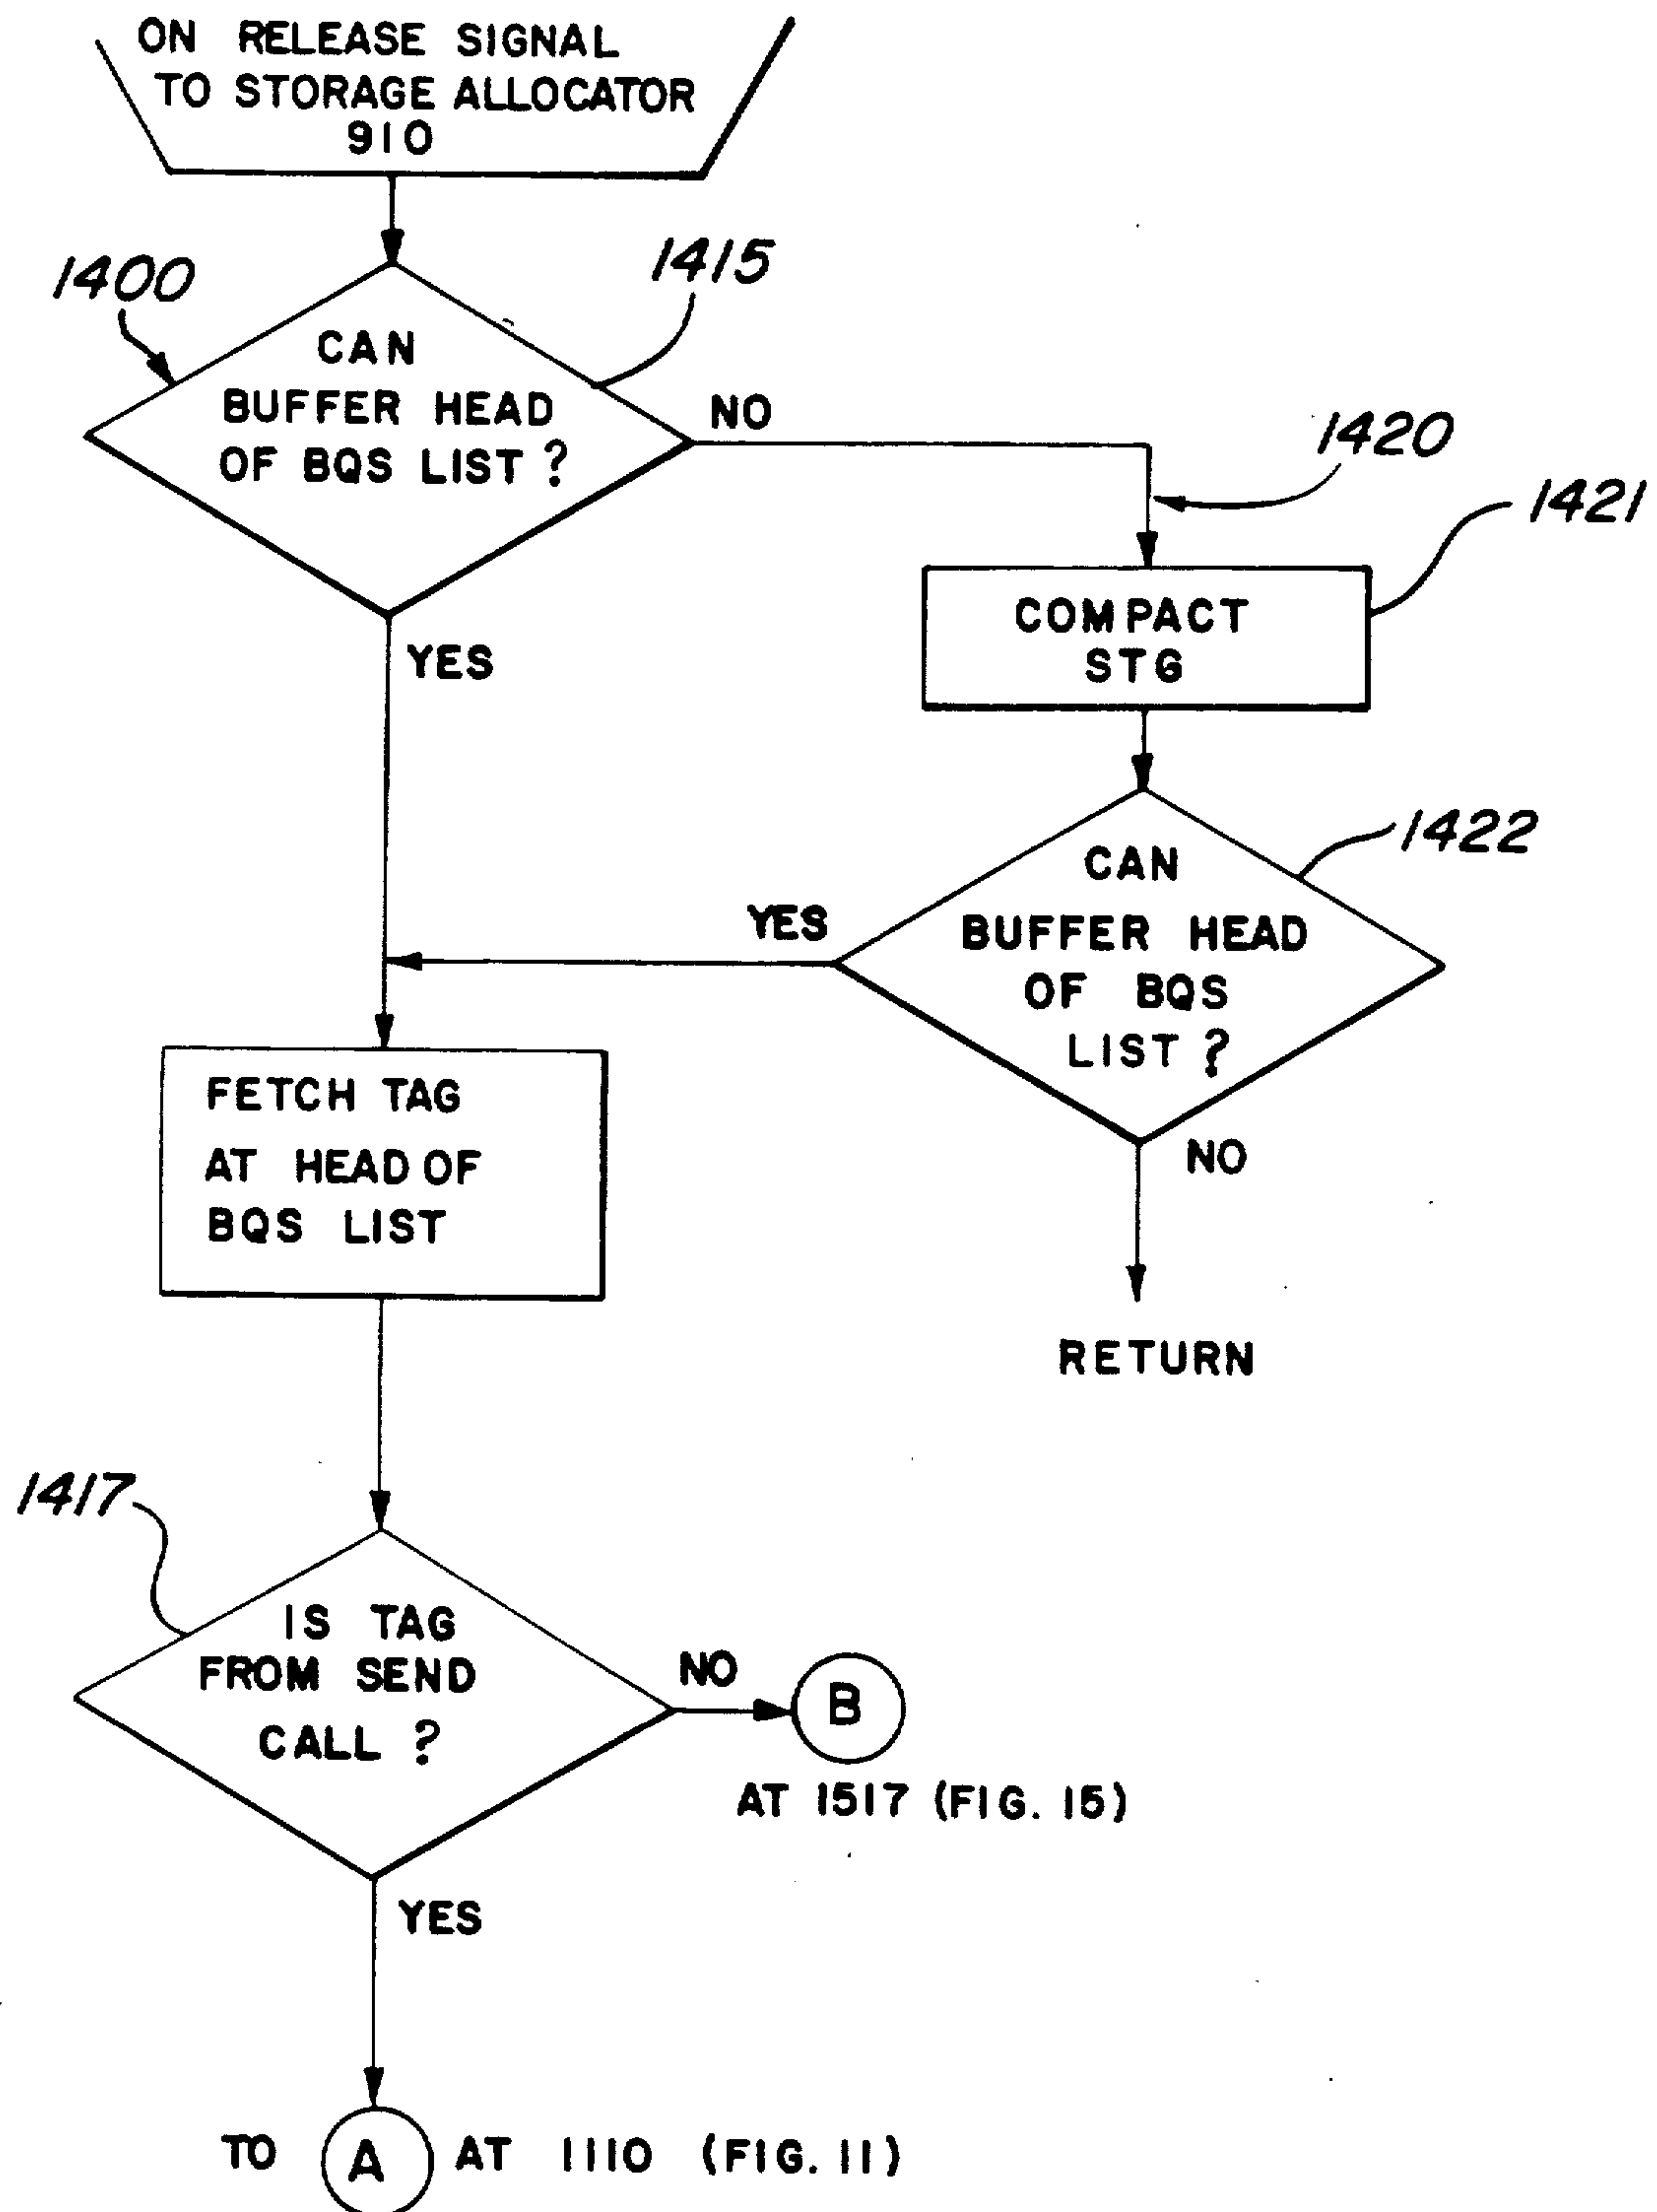 ON RELEASE SIGNAL
TO STORAGE ALLOCATOR
910
1400
1415
CAN
BUFFER HEAD
OF BQS LIST ?
NO
1420
1421
YES
COMPACT
STG
1422
CAN
BUFFER HEAD
OF BQS
LIST ?
YES
NO
RETURN
FETCH TAG
AT HEAD OF
BQS LIST
1417
IS TAG
FROM SEND
CALL ?
NO
B
AT 1517 (FIG. 15)
YES
TO A AT 1110 (FIG. 11)